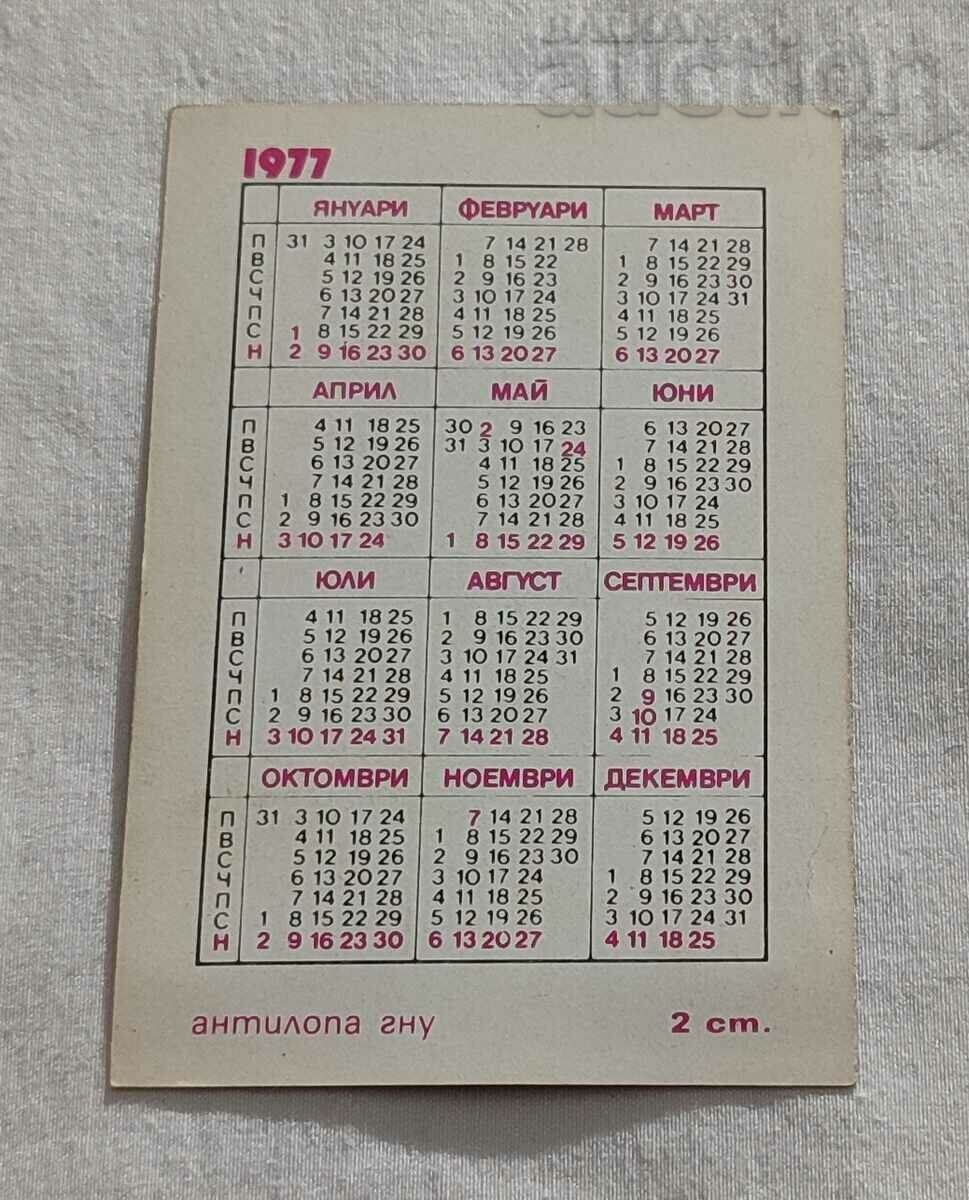 1977
ЯНУАРИ ФЕВРУАРИ МАРТ
П 31 3 10 17 24 7 14 21 28 7 14 21 28
В 4 11 18 25 1 8 15 22 1 8 15 22 29
С 5 12 19 26 2 9 16 23 2 9 16 23 30
Ч 6 13 20 27 3 10 17 24 3 10 17 24 31
П 7 14 21 28 4 11 18 25 4 11 18 25
С 1 8 15 22 29 5 12 19 26 5 12 19 26
Н 2 9 16 23 30 6 13 20 27 6 13 20 27
АПРИЛ МАЙ ЮНИ
П 4 11 18 25 30 2 9 16 23 6 13 20 27
В 5 12 19 26 31 3 10 17 24 7 14 21 28
С 6 13 20 27 4 11 18 25 1 8 15 22 29
Ч 7 14 21 28 5 12 19 26 2 9 16 23 30
П 1 8 15 22 29 6 13 20 27 3 10 17 24
С 2 9 16 23 30 7 14 21 28 4 11 18 25
Н 3 10 17 24 1 8 15 22 29 5 12 19 26
ЮЛИ АВГУСТ СЕПТЕМВРИ
П 4 11 18 25 1 8 15 22 29 5 12 19 26
В 5 12 19 26 2 9 16 23 30 6 13 20 27
С 6 13 20 27 3 10 17 24 31 7 14 21 28
Ч 7 14 21 28 4 11 18 25 1 8 15 22 29
П 1 8 15 22 29 5 12 19 26 2 9 16 23 30
С 2 9 16 23 30 6 13 20 27 3 10 17 24
Н 3 10 17 24 31 7 14 21 28 4 11 18 25
ОКТОМВРИ НОЕМВРИ ДЕКЕМВРИ
П 31 3 10 17 24 7 14 21 28 5 12 19 26
В 4 11 18 25 1 8 15 22 29 6 13 20 27
С 5 12 19 26 2 9 16 23 30 7 14 21 28
Ч 6 13 20 27 3 10 17 24 1 8 15 22 29
П 7 14 21 28 4 11 18 25 2 9 16 23 30
С 1 8 15 22 29 5 12 19 26 3 10 17 24 31
Н 2 9 16 23 30 6 13 20 27 4 11 18 25
антилопа гну 2 ст.